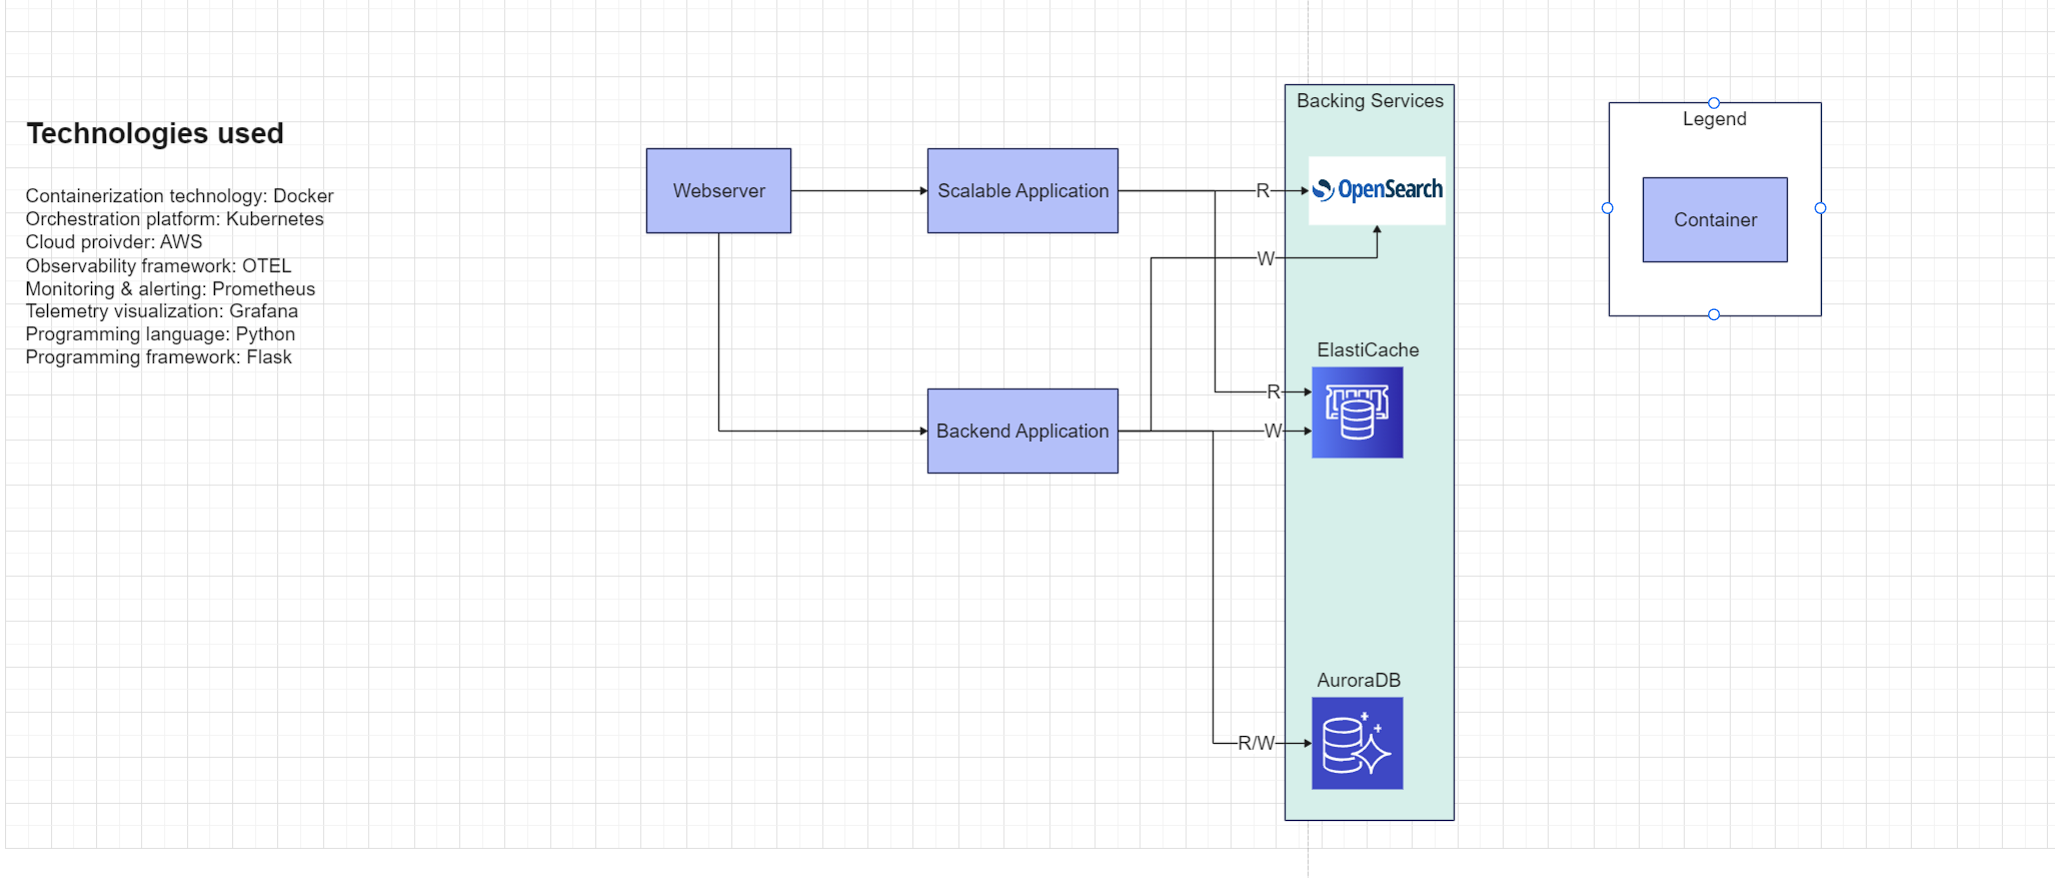 Technologies used
Containerization technology: Docker
Orchestration platform: Kubernetes
Cloud proivder: AWS
Observability framework: OTEL
Monitoring & alerting: Prometheus
Telemetry visualization: Grafana
Programming language: Python
Programming framework: Flask
Webserver
Scalable Application
Backend Application
R
W
R
W
R/W
Backing Services
OpenSearch
ElastiCache
AuroraDB
Legend
Container